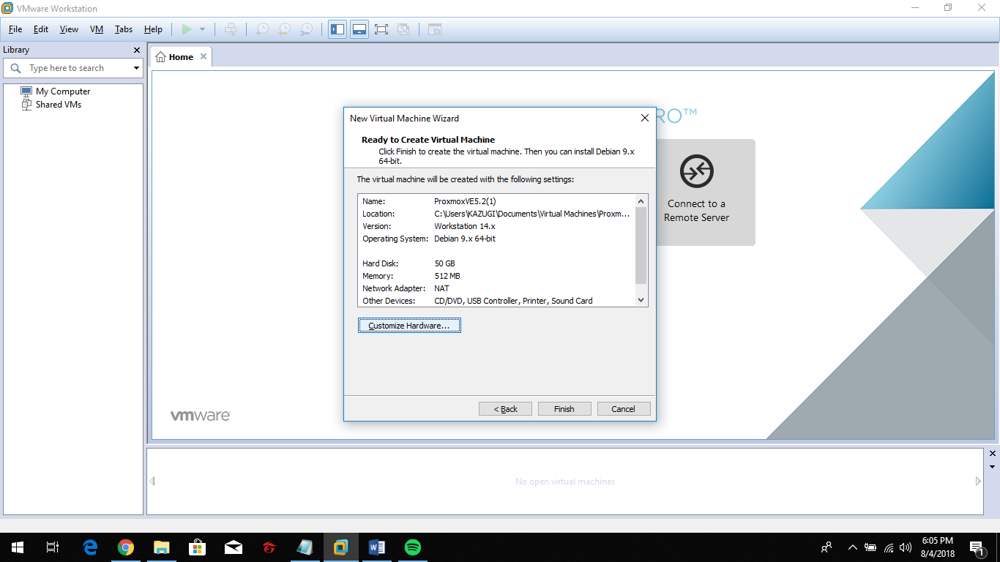 VMware Workstation
File Edit View VM Tabs Help
Library
Type here to search
My Computer
Shared VMs
Home
RO™
Connect to a
Remote Server
New Virtual Machine Wizard
Ready to Create Virtual Machine
Click Finish to create the virtual machine. Then you can install Debian 9.x
64-bit.
The virtual machine will be created with the following settings:
Name: ProxmoxVE5.2(1)
Location: C:\Users\KAZUGI\Documents\Virtual Machines\Proxm...
Version: Workstation 14.x
Operating System: Debian 9.x 64-bit
Hard Disk: 50 GB
Memory: 512 MB
Network Adapter: NAT
Other Devices: CD/DVD, USB Controller, Printer, Sound Card
Customize Hardware...
< Back Finish Cancel
vmware
No open virtual machines
6:05 PM
8/4/2018
1